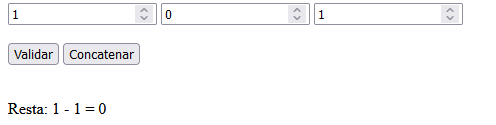 1 0 1
Validar Concatenar
Resta: 1 - 1 = 0